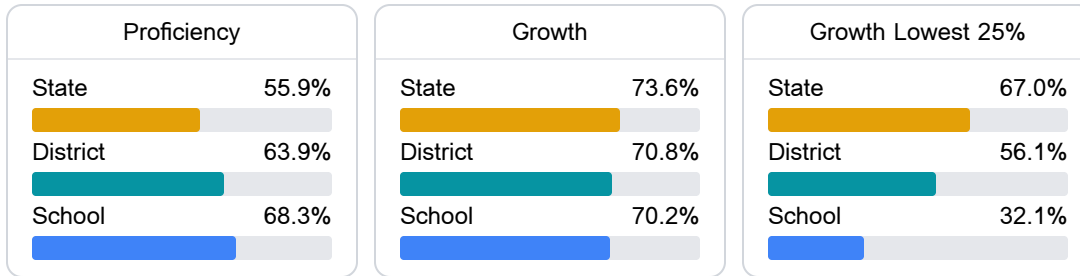 Proficiency
State 55.9%
District 63.9%
School 68.3%
Growth
State 73.6%
District 70.8%
School 70.2%
Growth Lowest 25%
State 67.0%
District 56.1%
School 32.1%